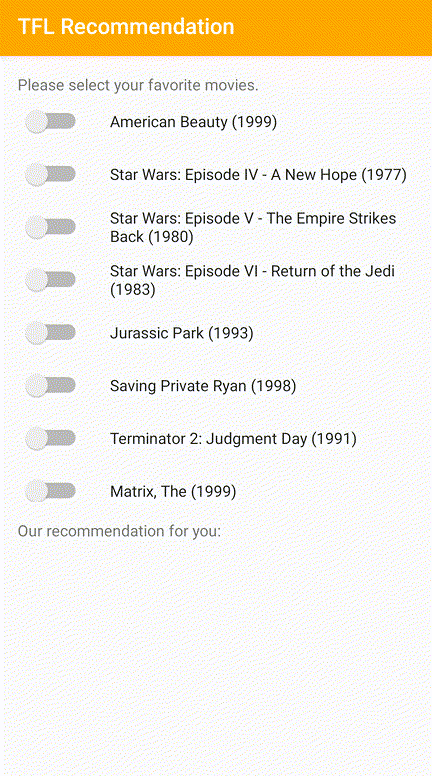 TFL Recommendation
Please select your favorite movies.
American Beauty (1999)
Star Wars: Episode IV - A New Hope (1977)
Star Wars: Episode V - The Empire Strikes
Back (1980)
Star Wars: Episode VI - Return of the Jedi
(1983)
Jurassic Park (1993)
Saving Private Ryan (1998)
Terminator 2: Judgment Day (1991)
Matrix, The (1999)
Our recommendation for you: